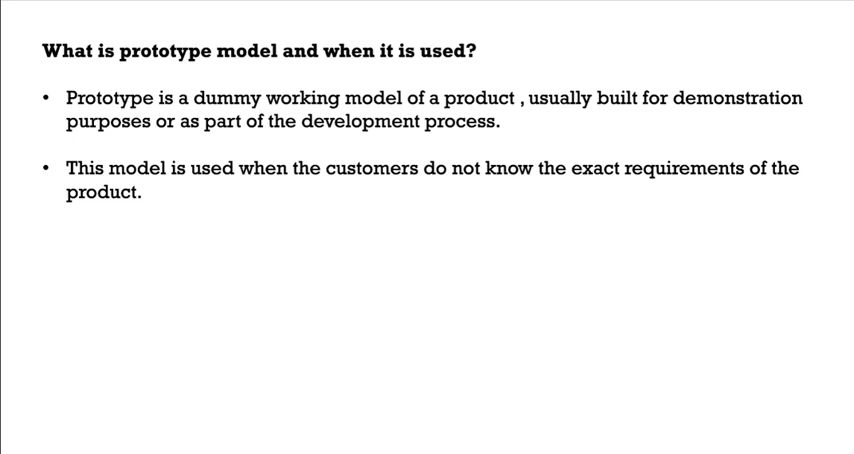 What is prototype model and when it is used?
• Prototype is a dummy working model of a product , usually built for demonstration
purposes or as part of the development process.
• This model is used when the customers do not know the exact requirements of the
product.